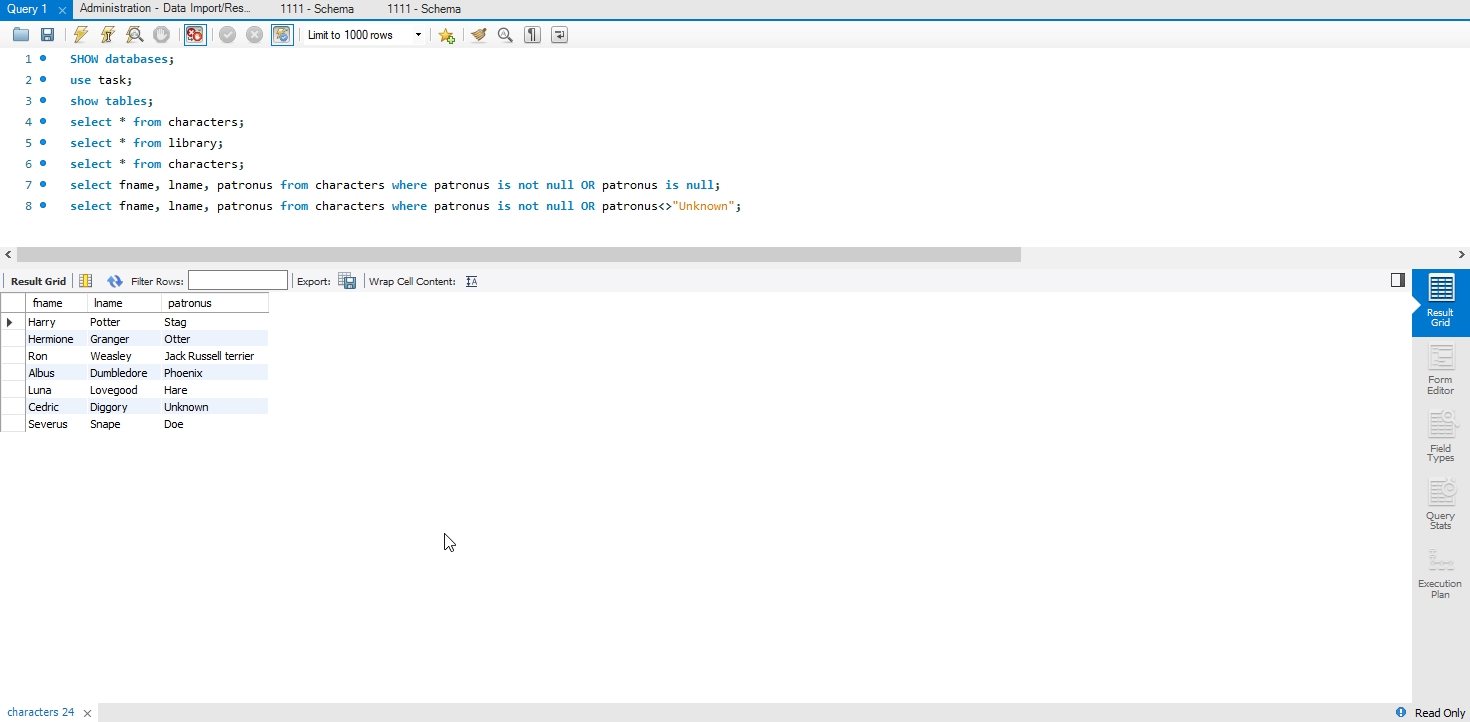 Query 1 Administration - Data Import/Res... 1111 - Schema 1111 - Schema
Limit to 1000 rows
1 SHOW databases;
2 use task;
3 show tables;
4 select * from characters;
5 select * from library;
6 select * from characters;
7 select fname, lname, patronus from characters where patronus is not null OR patronus is null;
8 select fname, lname, patronus from characters where patronus is not null OR patronus<>"Unknown";
Result Grid Filter Rows: Export: Wrap Cell Content:
fname lname patronus
Harry Potter Stag
Hermione Granger Otter
Ron Weasley Jack Russell terrier
Albus Dumbledore Phoenix
Luna Lovegood Hare
Cedric Diggory Unknown
Severus Snape Doe
Result
Grid
Form
Editor
Field
Types
Query
Stats
Execution
Plan
characters 24 Read Only